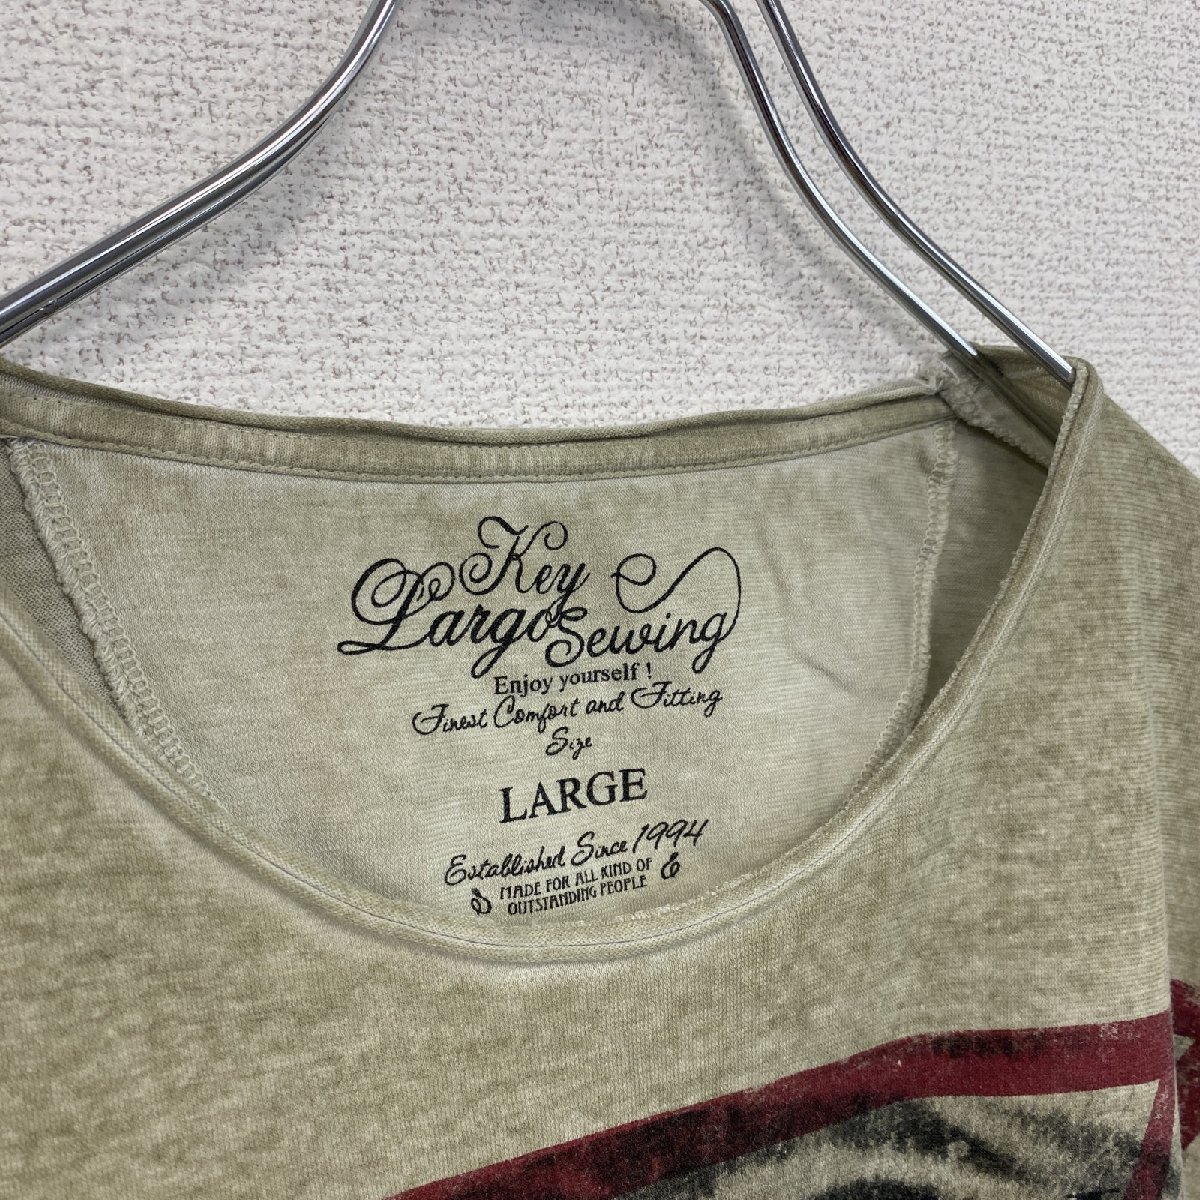 Key
Largo Sewing
Enjoy yourself !
Finest Comfort and Fitting
Size
LARGE
Established Since 1994
MADE FOR ALL KIND OF
OUTSTANDING PEOPLE